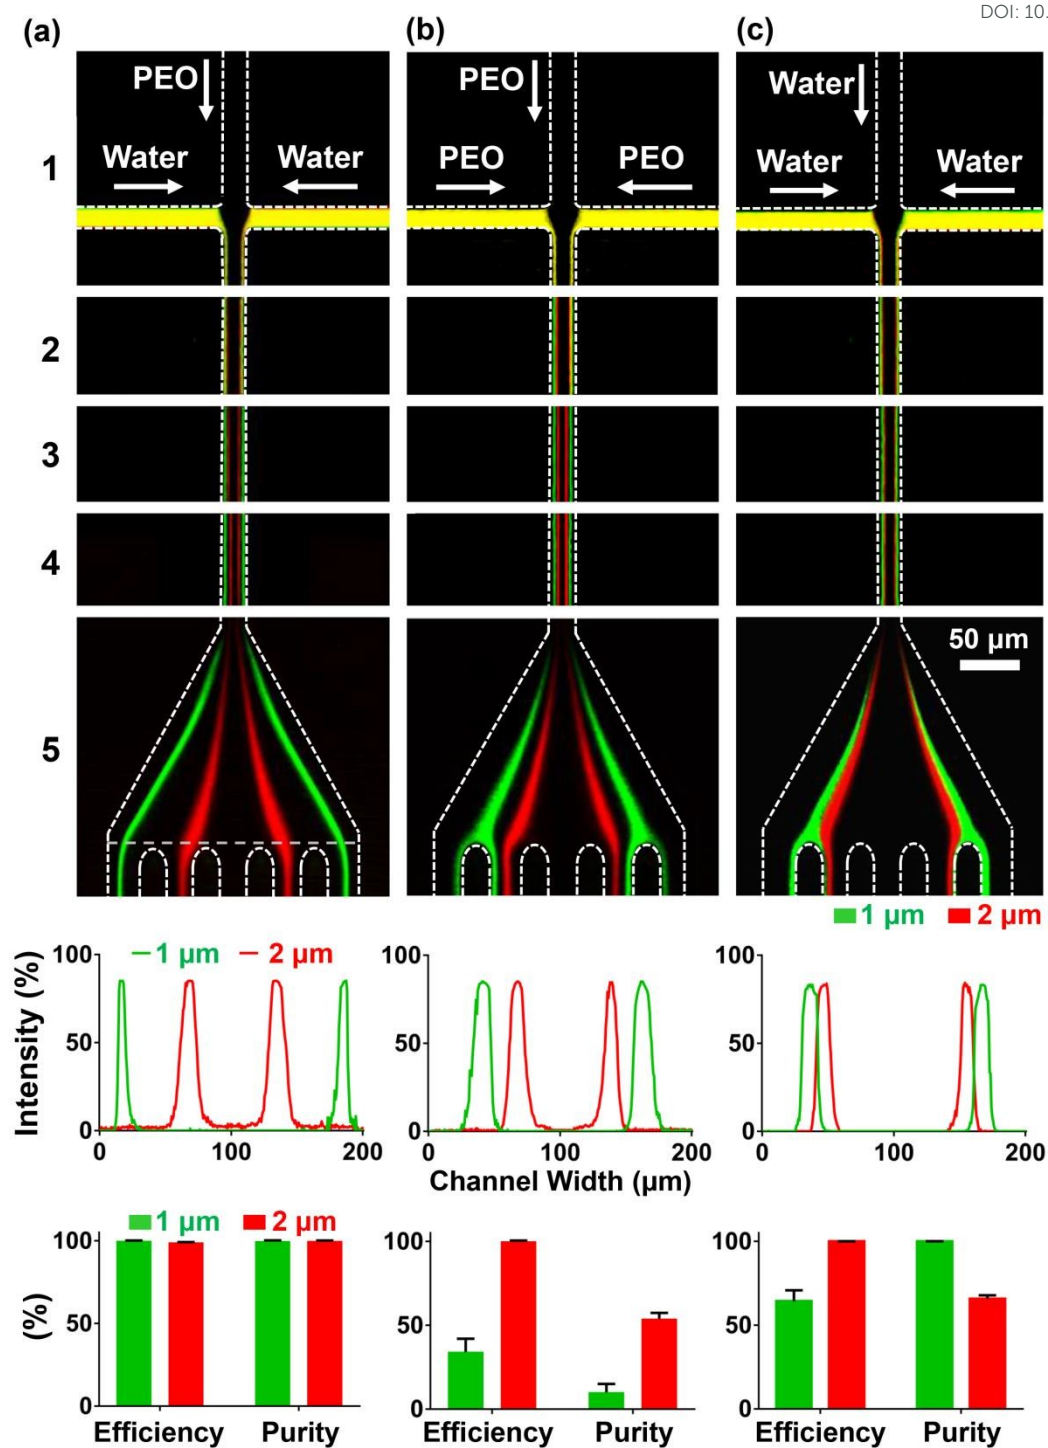 DOI: 10.
(a) (b) (c)
PEO PEO Water
1 Water Water PEO PEO Water Water
2
3
4
50 µm
5
1 µm 2 µm
Intensity (%)
100 1 µm 2 µm 100 100
50 50 50
0 0 0
0 100 200 0 100 200 0 100 200
Channel Width (µm)
1 µm 2 µm
(%)
100 100 100
50 50 50
0 0 0
Efficiency Purity Efficiency Purity Efficiency Purity